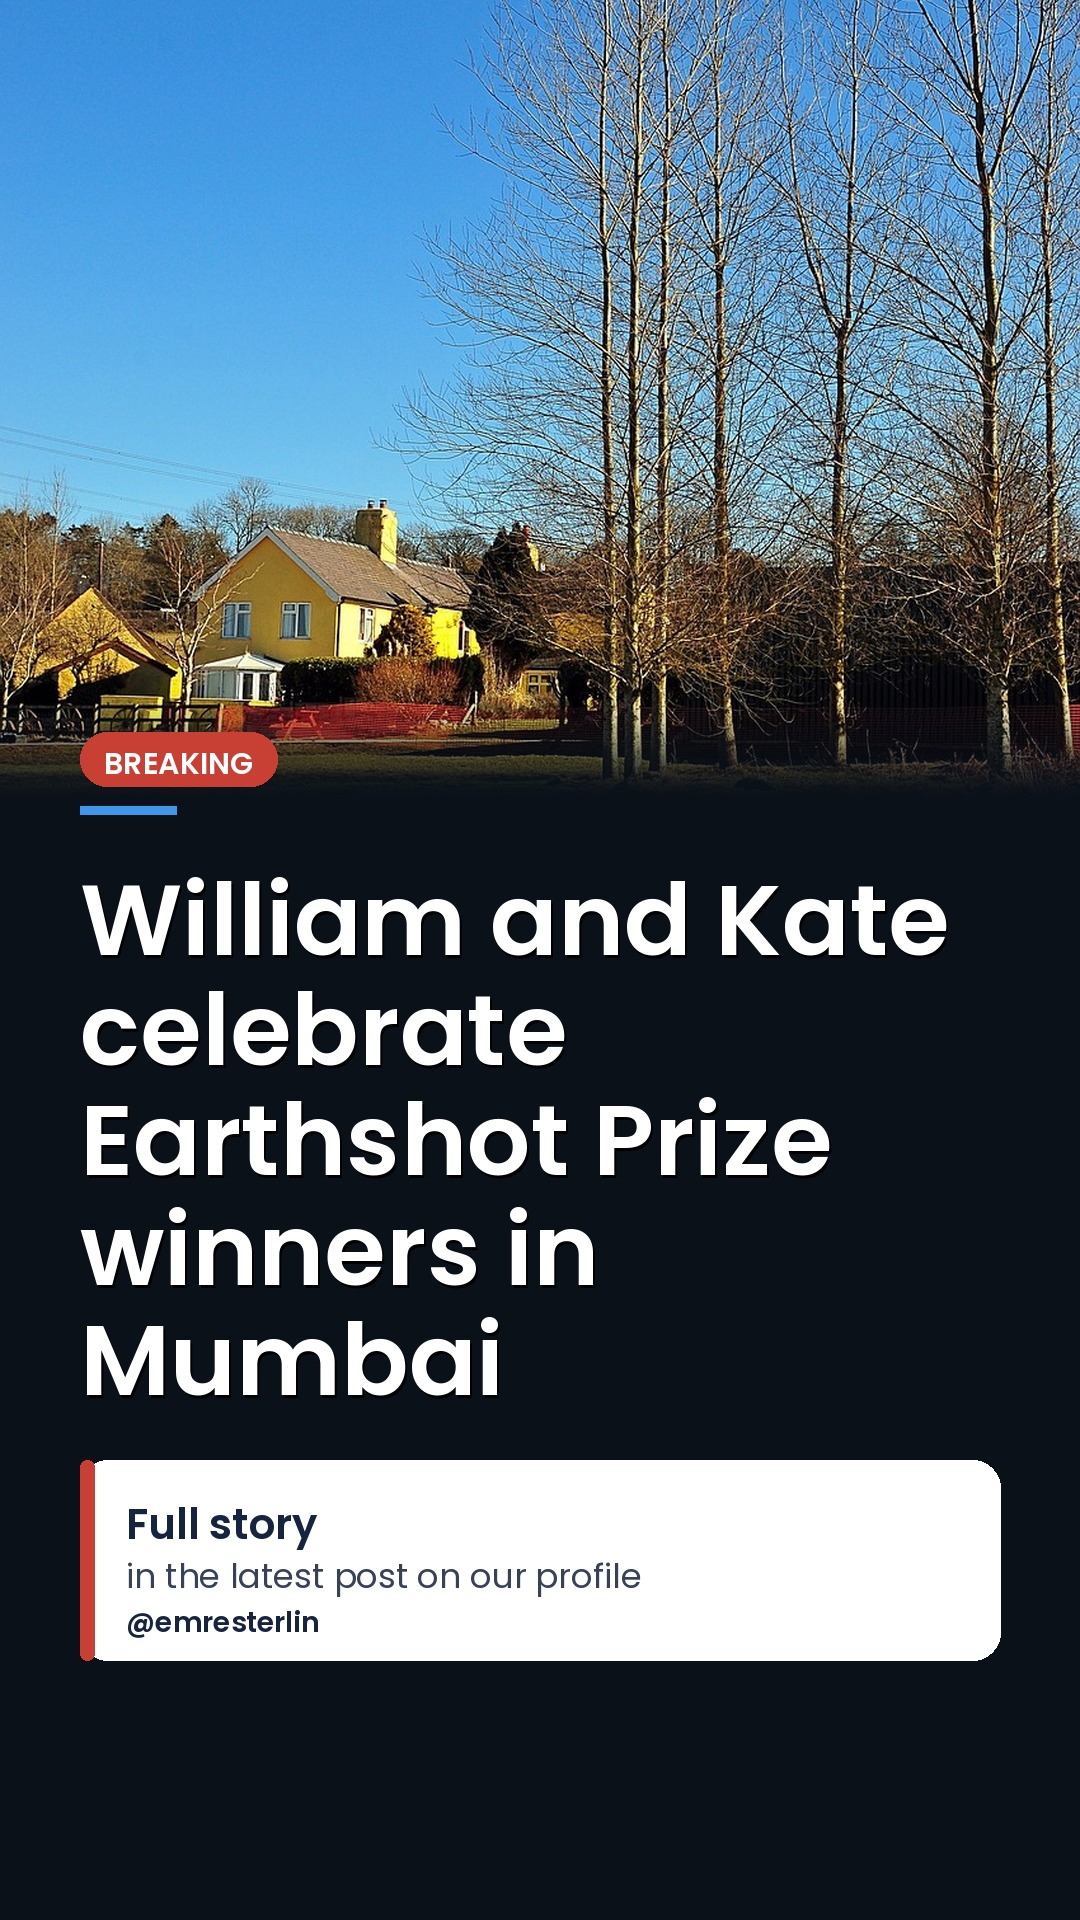 BREAKING
William and Kate
celebrate
Earthshot Prize
winners in
Mumbai
Full story
in the latest post on our profile
@emresterlin